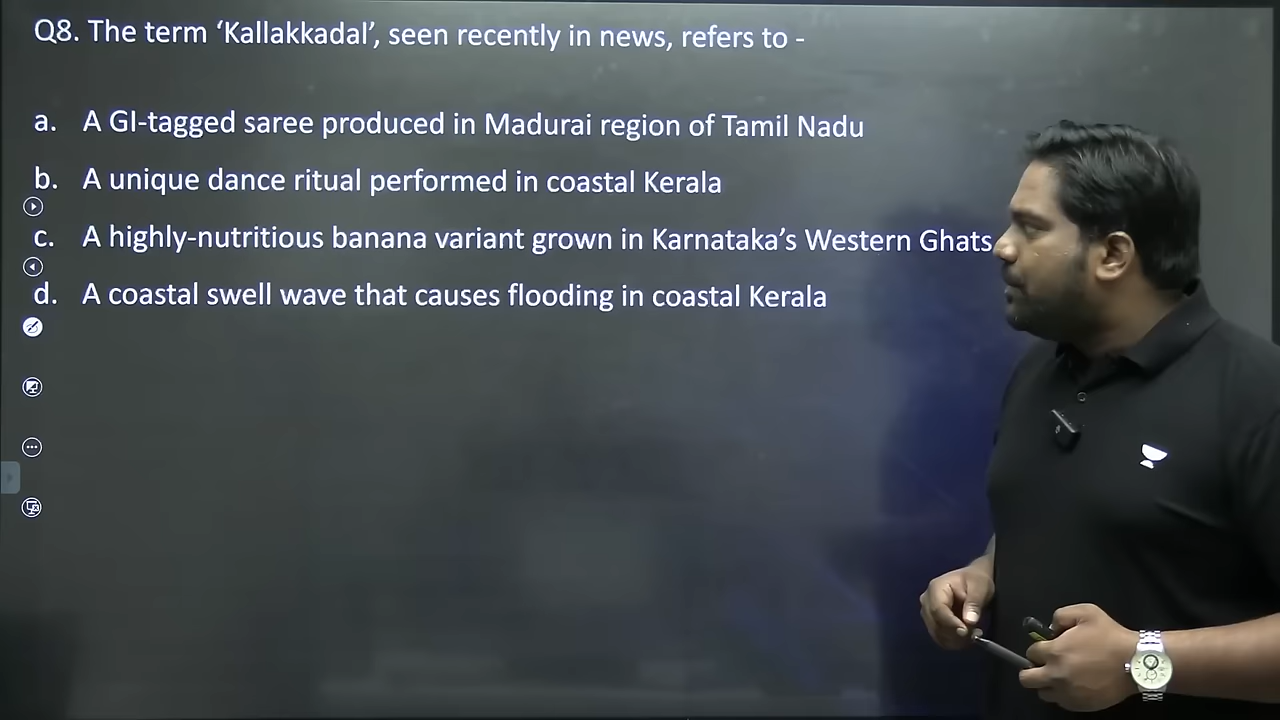 Q8. The term ‘Kallakkadal’, seen recently in news, refers to -
a. A GI-tagged saree produced in Madurai region of Tamil Nadu
b. A unique dance ritual performed in coastal Kerala
c. A highly-nutritious banana variant grown in Karnataka’s Western Ghats
d. A coastal swell wave that causes flooding in coastal Kerala